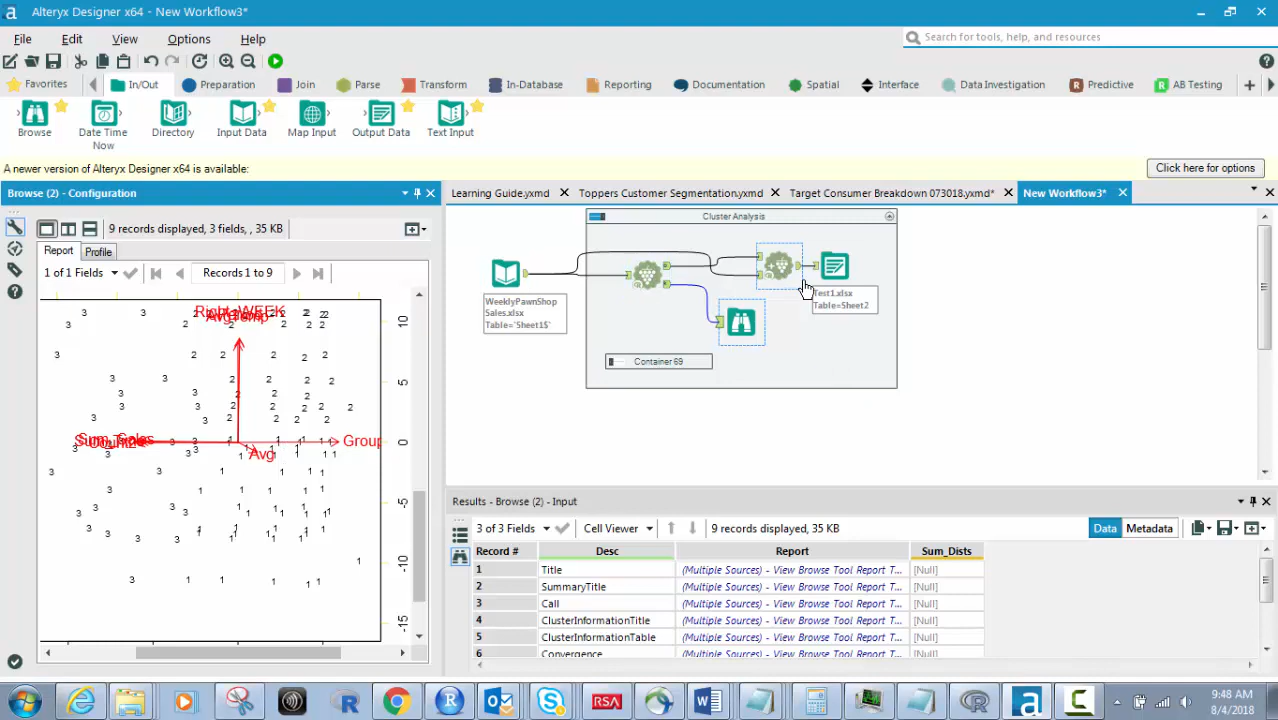 Alteryx Designer x64 - New Workflow3*
File Edit View Options Help
Search for tools, help, and resources
Favorites In/Out Preparation Join Parse Transform In-Database Reporting Documentation Spatial Interface Data Investigation Predictive AB Testing
Browse Date Time Now Directory Input Data Map Input Output Data Text Input
A newer version of Alteryx Designer x64 is available:
Click here for options
Browse (2) - Configuration
Learning Guide.yxmd Toppers Customer Segmentation.yxmd Target Consumer Breakdown 073018.yxmd* New Workflow3*
9 records displayed, 3 fields, , 35 KB
Report Profile
1 of 1 Fields Records 1 to 9
Right_WEEK
Group
Avg
10
5
0
-5
-10
-15
Cluster Analysis
WeeklyPawnShop
Sales.xlsx
Table=`Sheet1$`
Test1.xlsx
Table=Sheet2
Container 69
Results - Browse (2) - Input
3 of 3 Fields Cell Viewer 9 records displayed, 35 KB Data Metadata
Record # Desc Report Sum_Dists
1 Title (Multiple Sources) - View Browse Tool Report T... [Null]
2 SummaryTitle (Multiple Sources) - View Browse Tool Report T... [Null]
3 Call (Multiple Sources) - View Browse Tool Report T... [Null]
4 ClusterInformationTitle (Multiple Sources) - View Browse Tool Report T... [Null]
5 ClusterInformationTable (Multiple Sources) - View Browse Tool Report T... [Null]
6 Convergence (Multiple Sources) - View Browse Tool Report T... [Null]
RSA
9:48 AM
8/4/2018